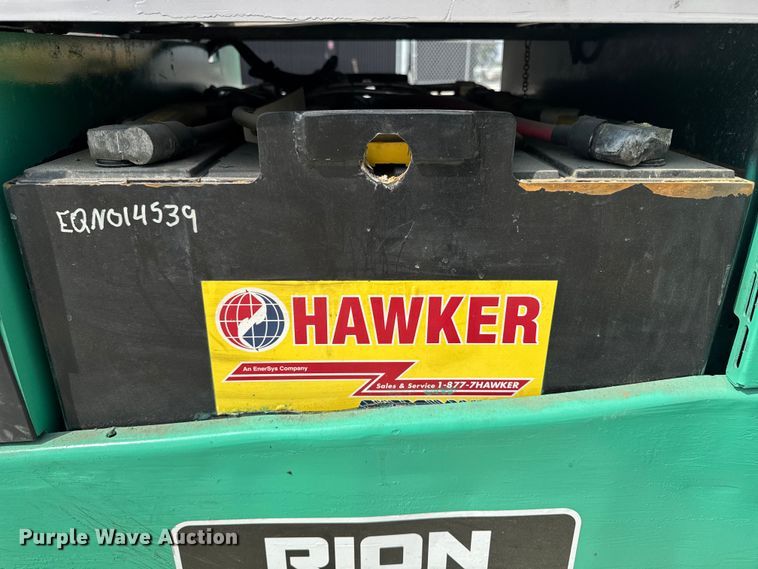 EQN014539
HAWKER
An EnerSys Company
Sales & Service 1-877-7HAWKER
RION
Purple Wave Auction